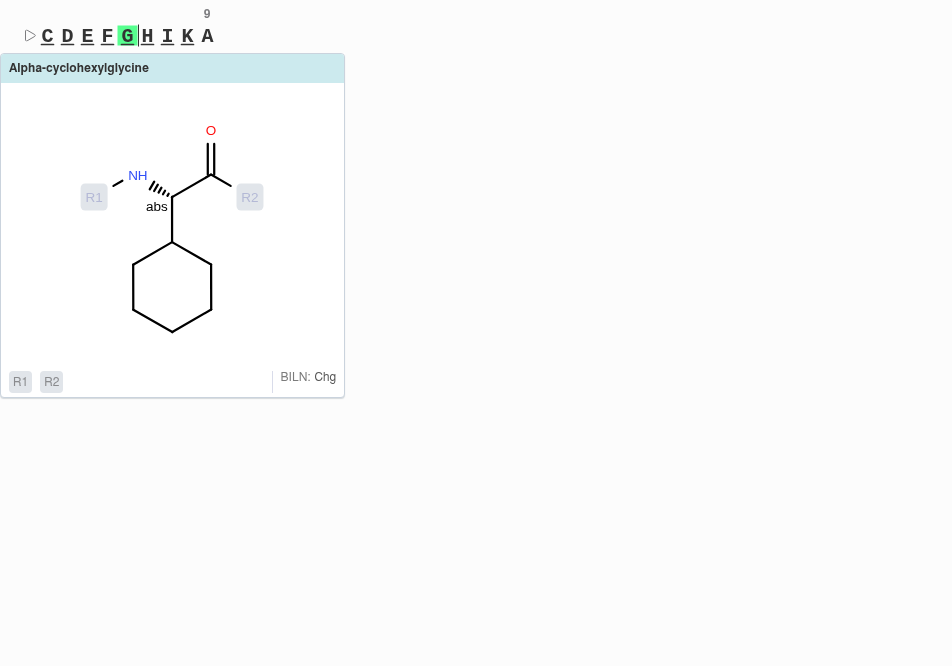 9
C D E F G H I K A
Alpha-cyclohexylglycine
O
NH
R1 R2
abs
R1 R2 BILN: Chg